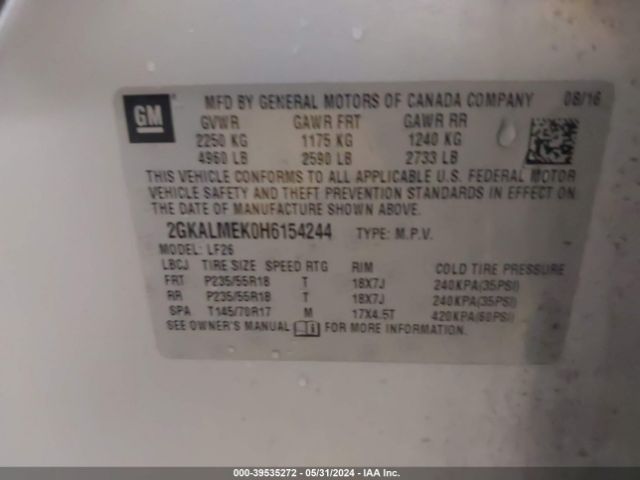 GM
MFD BY GENERAL MOTORS OF CANADA COMPANY 08/16
GVWR GAWR FRT GAWR RR
2250 KG 1175 KG 1240 KG
4960 LB 2590 LB 2733 LB
THIS VEHICLE CONFORMS TO ALL APPLICABLE U.S. FEDERAL MOTOR
VEHICLE SAFETY AND THEFT PREVENTION STANDARDS IN EFFECT ON
THE DATE OF MANUFACTURE SHOWN ABOVE.
2GKALMEK0H6154244 TYPE: M.P.V.
MODEL: LF26
LBCJ TIRE SIZE SPEED RTG RIM COLD TIRE PRESSURE
FRT P235/55R18 T 18X7J 240KPA(35PSI)
RR P235/55R18 T 18X7J 240KPA(35PSI)
SPA T145/70R17 M 17X4.5T 420KPA(60PSI)
SEE OWNER'S MANUAL FOR MORE INFORMATION.
000-39535272 - 05/31/2024 - IAA Inc.